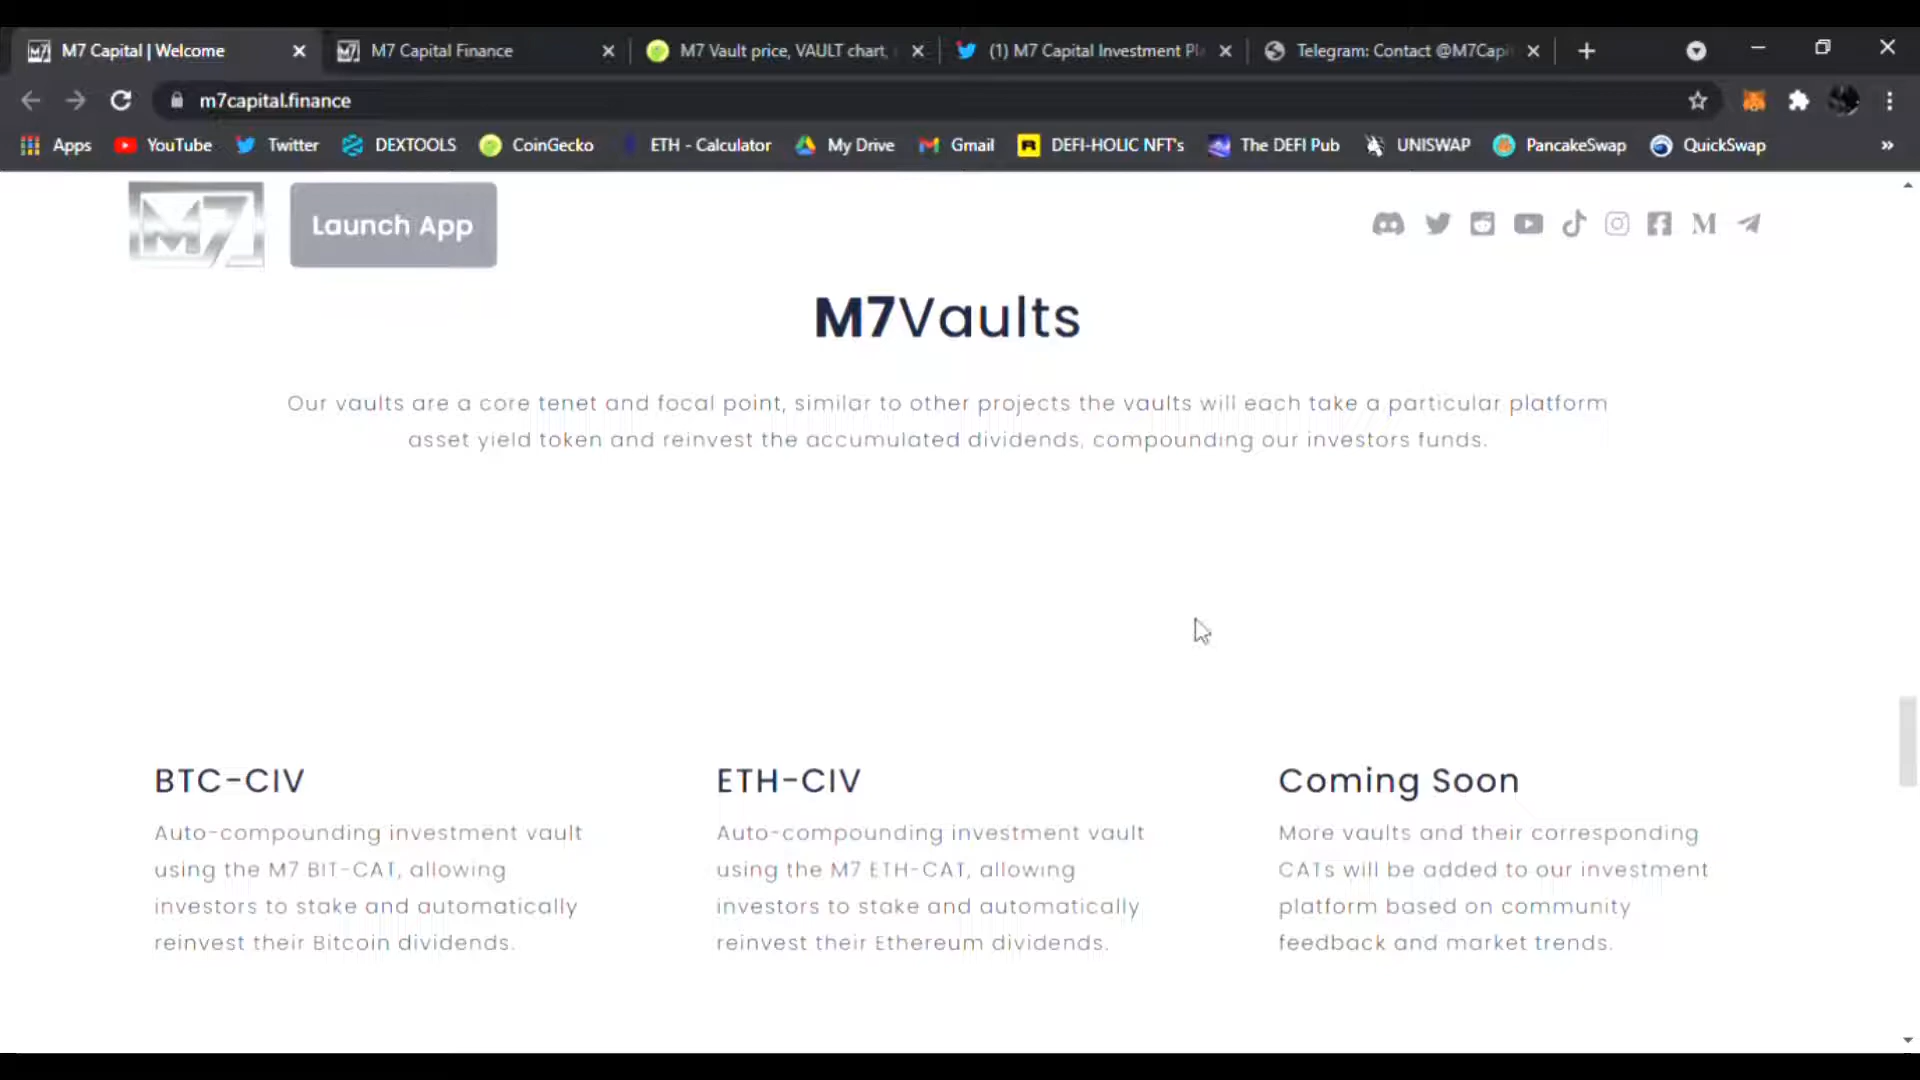 M7 Capital | Welcome
M7 Capital Finance
M7 Vault price, VAULT chart,
(1) M7 Capital Investment Pl
Telegram: Contact @M7Capi
m7capital.finance
Apps
YouTube
Twitter
DEXTOOLS
CoinGecko
ETH - Calculator
My Drive
Gmail
DEFI-HOLIC NFT's
The DEFI Pub
UNISWAP
PancakeSwap
QuickSwap
M7
Launch App
M7Vaults
Our vaults are a core tenet and focal point, similar to other projects the vaults will each take a particular platform
asset yield token and reinvest the accumulated dividends, compounding our investors funds.
BTC-CIV
Auto-compounding investment vault
using the M7 BIT-CAT, allowing
investors to stake and automatically
reinvest their Bitcoin dividends.
ETH-CIV
Auto-compounding investment vault
using the M7 ETH-CAT, allowing
investors to stake and automatically
reinvest their Ethereum dividends.
Coming Soon
More vaults and their corresponding
CATs will be added to our investment
platform based on community
feedback and market trends.